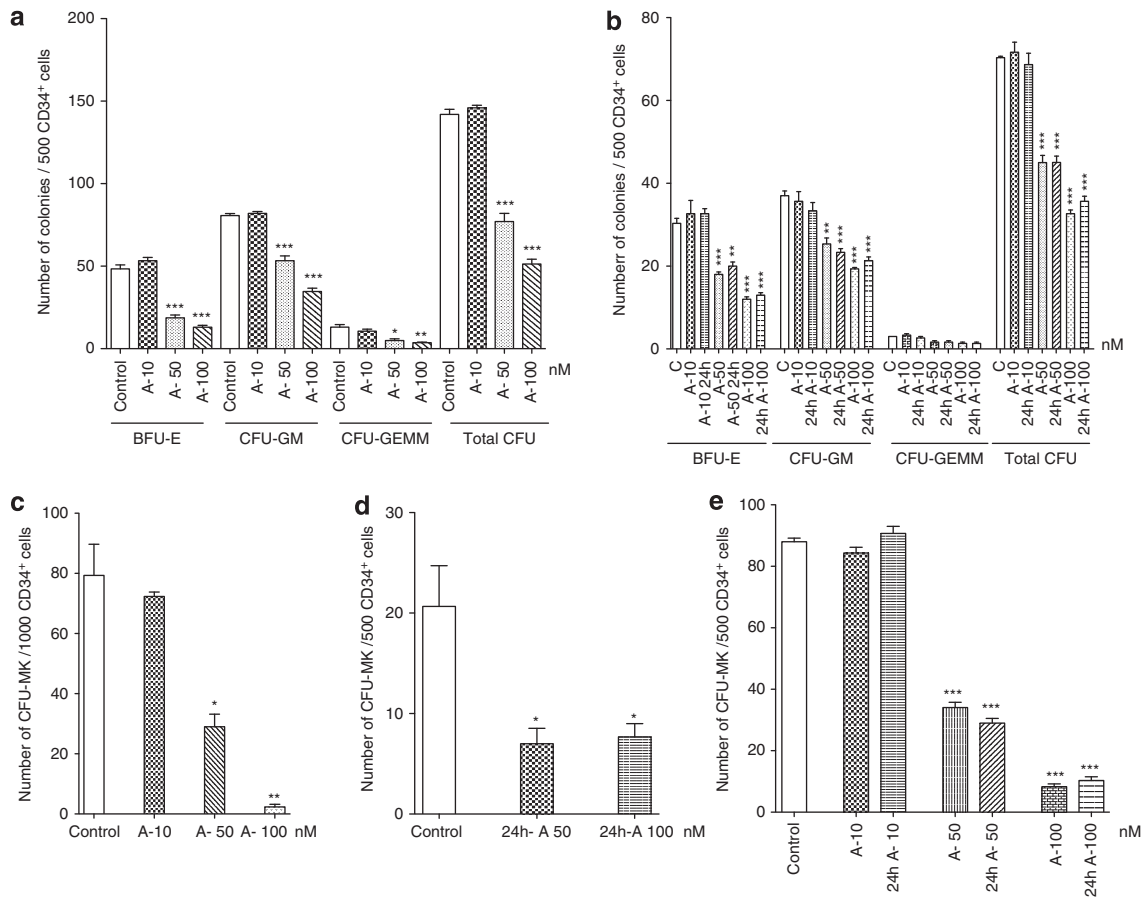 a
Number of colonies / 500 CD34+ cells
200
150
100
50
0
***
***
***
***
*
**
***
***
Control
A-10
A- 50
A-100
Control
A-10
A- 50
A-100
Control
A-10
A- 50
A-100
Control
A-10
A- 50
A-100
nM
BFU-E
CFU-GM
CFU-GEMM
Total CFU
b
Numberr of colonies / 500 CD34+ cells
80
60
40
20
0
***
**
***
***
**
***
***
***
***
***
***
***
C
A-10
A-10 24h
A-50
A-50 24h
A-100
24h A-100
C
A-10
24h A-10
A-50
24h A-50
A-100
24h A-100
C
A-10
24h A-10
A-50
24h A-50
A-100
24h A-100
C
A-10
24h A-10
A-50
24h A-50
A-100
24h A-100
nM
BFU-E
CFU-GM
CFU-GEMM
Total CFU
c
Number of CFU-MK /1000 CD34+ cells
100
80
60
40
20
0
*
**
Control
A-10
A- 50
A- 100
nM
d
Number of CFU-MK /500 CD34+ cells
30
20
10
0
*
*
Control
24h- A 50
24h-A 100
nM
e
Number of CFU-MK /500 CD34+ cells
100
80
60
40
20
0
***
***
***
***
Control
A-10
24h A- 10
A- 50
24h A- 50
A-100
24h A-100
nM